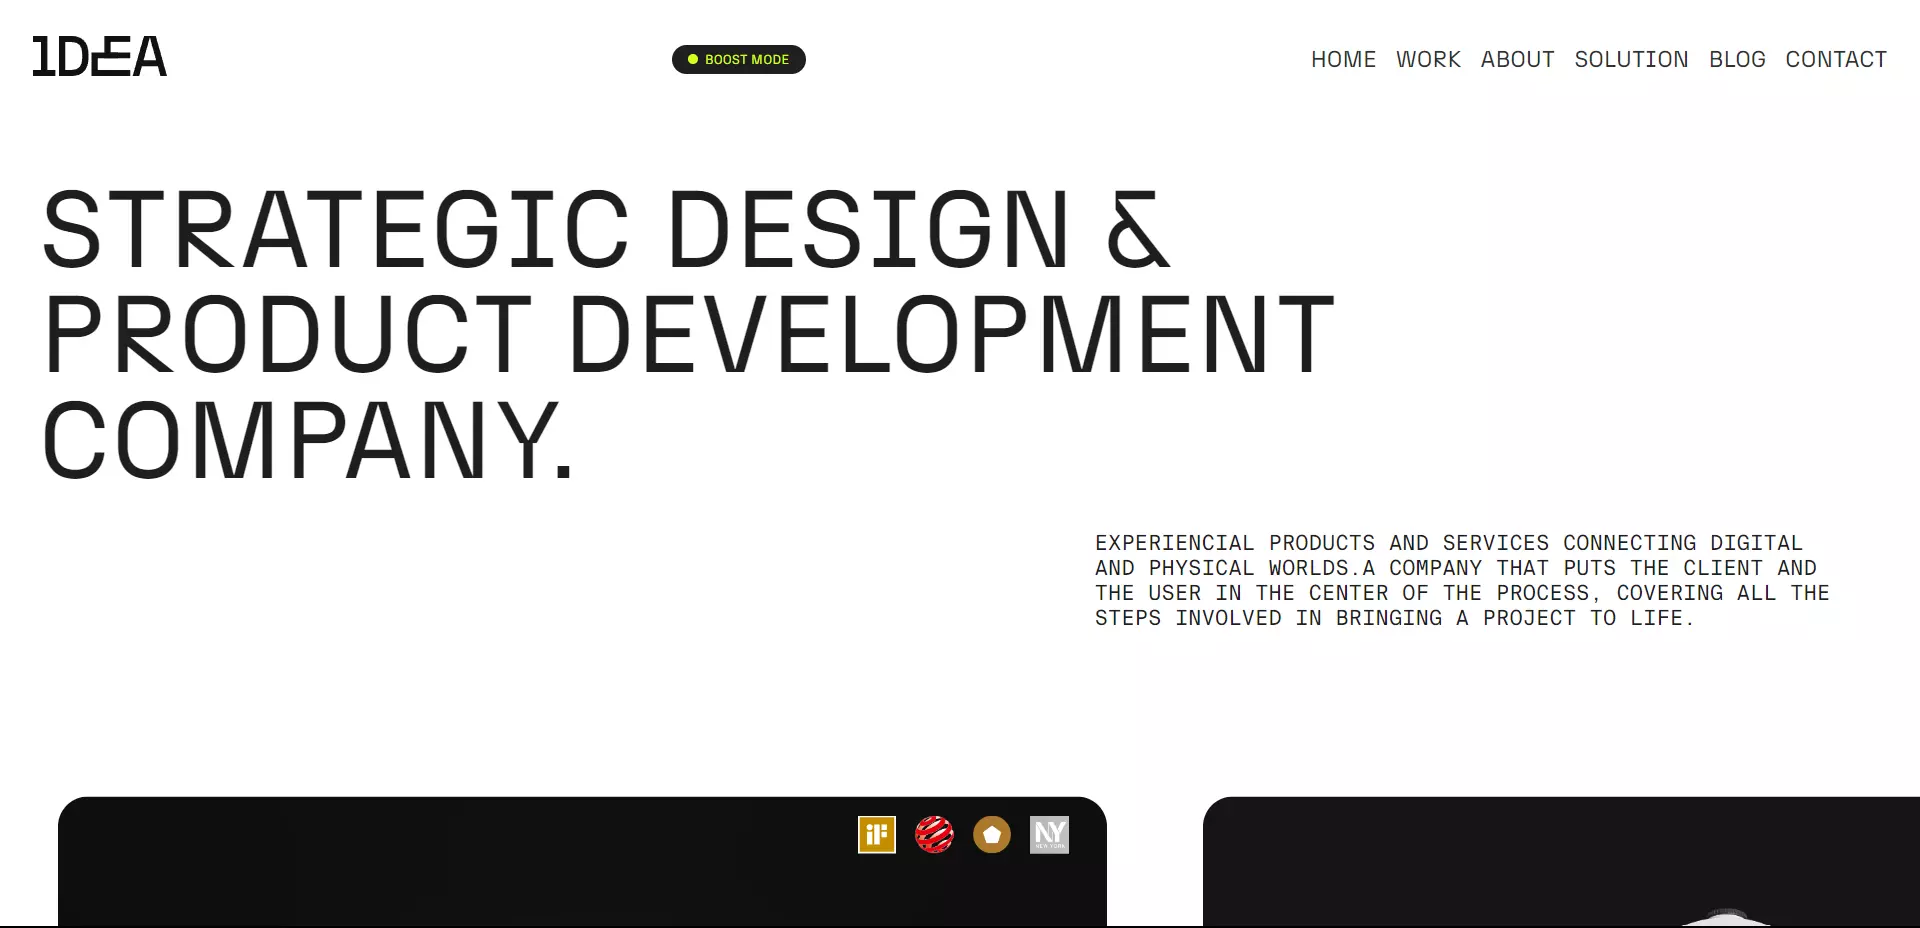 1DEA
BOOST MODE
HOME WORK ABOUT SOLUTION BLOG CONTACT
STRATEGIC DESIGN &
PRODUCT DEVELOPMENT
COMPANY.
EXPERIENCIAL PRODUCTS AND SERVICES CONNECTING DIGITAL
AND PHYSICAL WORLDS.A COMPANY THAT PUTS THE CLIENT AND
THE USER IN THE CENTER OF THE PROCESS, COVERING ALL THE
STEPS INVOLVED IN BRINGING A PROJECT TO LIFE.
iF
NY
NEW YORK